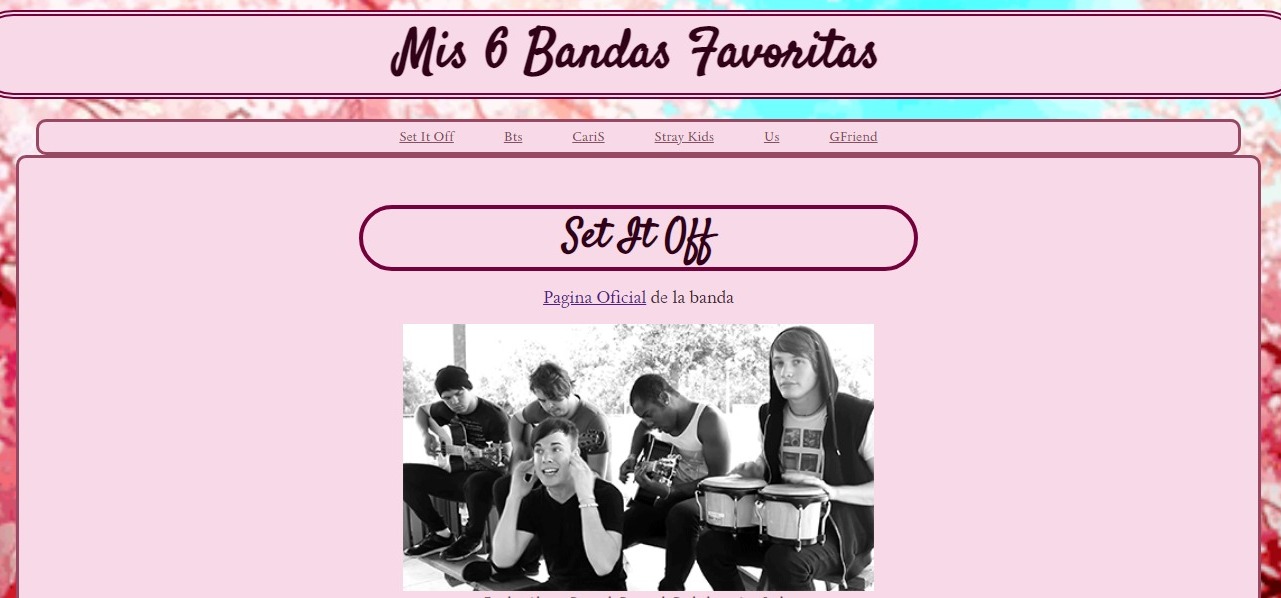 Mis 6 Bandas Favoritas
Set It Off Bts CariS Stray Kids Us GFriend
Set It Off
Pagina Oficial de la banda